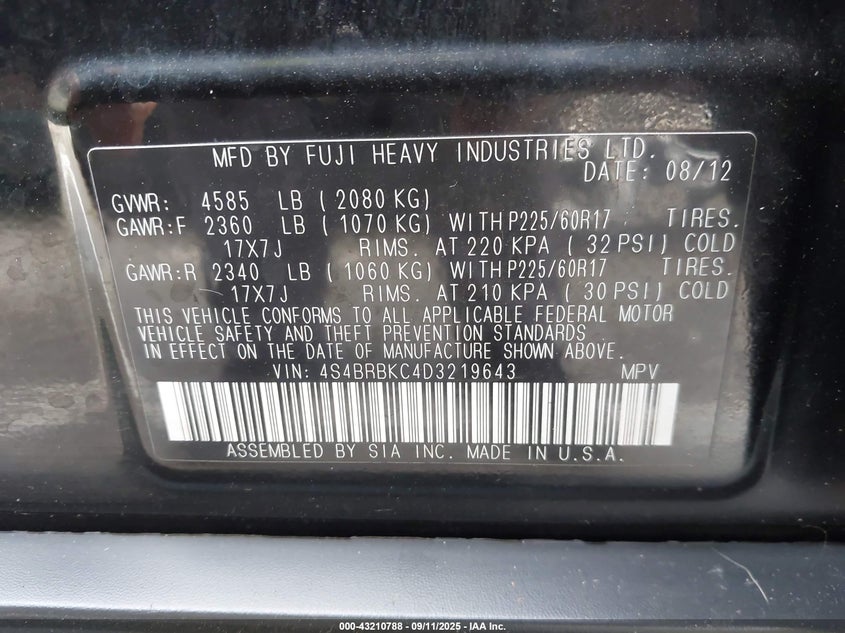 MFD BY FUJI HEAVY INDUSTRIES LTD.
DATE: 08/12
GVWR: 4585 LB ( 2080 KG)
GAWR:F 2360 LB ( 1070 KG) WITH P225/60R17 TIRES.
17X7J RIMS. AT 220 KPA ( 32 PSI) COLD
GAWR:R 2340 LB ( 1060 KG) WITH P225/60R17 TIRES.
17X7J RIMS. AT 210 KPA ( 30 PSI) COLD
THIS VEHICLE CONFORMS TO ALL APPLICABLE FEDERAL MOTOR
VEHICLE SAFETY AND THEFT PREVENTION STANDARDS
IN EFFECT ON THE DATE OF MANUFACTURE SHOWN ABOVE.
VIN: 4S4BRBKC4D3219643 MPV
ASSEMBLED BY SIA INC. MADE IN U.S.A.
000-43210788 - 09/11/2025 - IAA Inc.